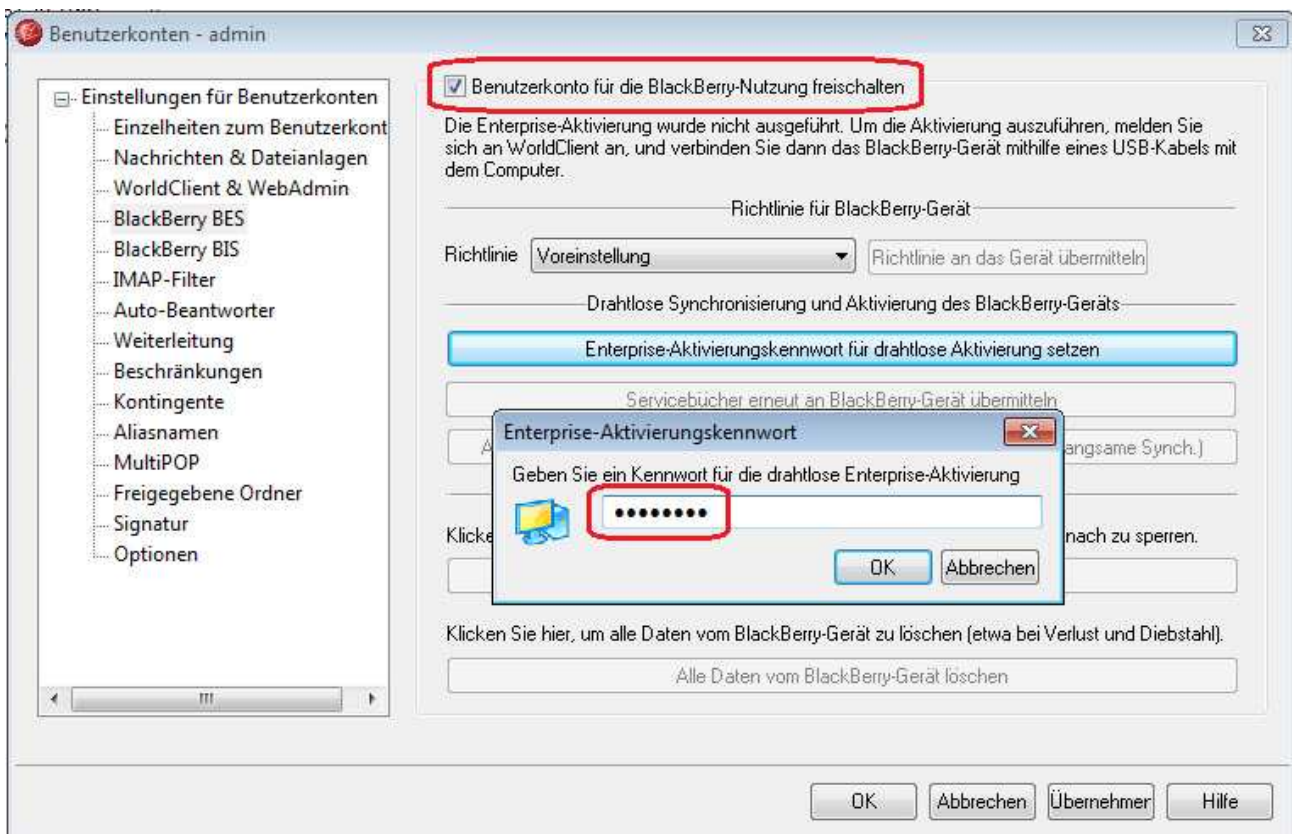 Benutzerkonten - admin
Einstellungen für Benutzerkonten
Einzelheiten zum Benutzerkont
Nachrichten & Dateianlagen
WorldClient & WebAdmin
BlackBerry BES
BlackBerry BIS
IMAP-Filter
Auto-Beantworter
Weiterleitung
Beschränkungen
Kontingente
Aliasnamen
MultiPOP
Freigegebene Ordner
Signatur
Optionen
Benutzerkonto für die BlackBerry-Nutzung freischalten
Die Enterprise-Aktivierung wurde nicht ausgeführt. Um die Aktivierung auszuführen, melden Sie
sich an WorldClient an, und verbinden Sie dann das BlackBerry-Gerät mithilfe eines USB-Kabels mit
dem Computer.
Richtlinie für BlackBerry-Gerät
Richtlinie Voreinstellung Richtlinie an das Gerät übermitteln
Drahtlose Synchronisierung und Aktivierung des BlackBerry-Geräts
Enterprise-Aktivierungskennwort für drahtlose Aktivierung setzen
Servicebücher erneut an BlackBerry-Gerät übermitteln
A angsame Synch.)
Enterprise-Aktivierungskennwort
Geben Sie ein Kennwort für die drahtlose Enterprise-Aktivierung
••••••••
OK Abbrechen
Klicke nach zu sperren.
Klicken Sie hier, um alle Daten vom BlackBerry-Gerät zu löschen (etwa bei Verlust und Diebstahl).
Alle Daten vom BlackBerry-Gerät löschen
OK Abbrechen Übernehmer Hilfe